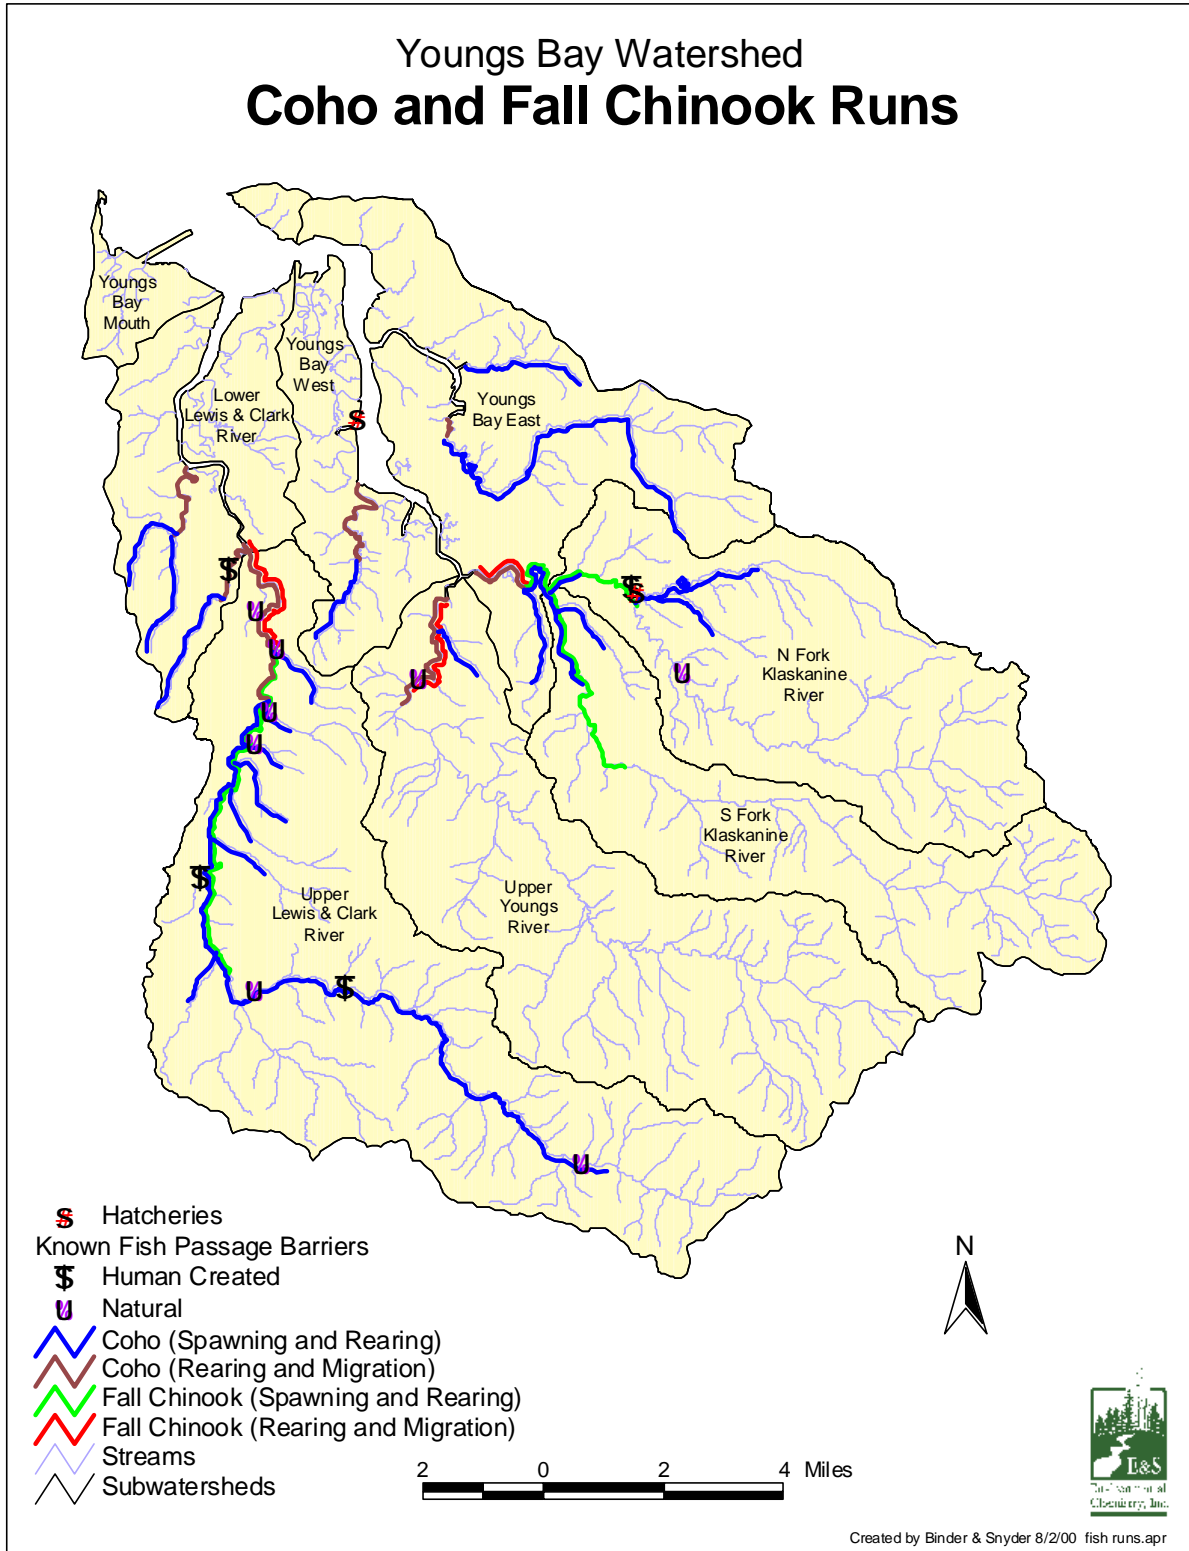 Youngs Bay Watershed
Coho and Fall Chinook Runs
Youngs
Bay
Mouth
Youngs
Bay
West
Lower
Lewis & Clark
River
Youngs
Bay East
N Fork
Klaskanine
River
S Fork
Klaskanine
River
Upper
Youngs
River
Upper
Lewis & Clark
River
Hatcheries
Known Fish Passage Barriers
Human Created
Natural
Coho (Spawning and Rearing)
Coho (Rearing and Migration)
Fall Chinook (Spawning and Rearing)
Fall Chinook (Rearing and Migration)
Streams
Subwatersheds
2 0 2 4 Miles
N
E&S
Chemistry, Inc.
Created by Binder & Snyder 8/2/00 fish runs.apr